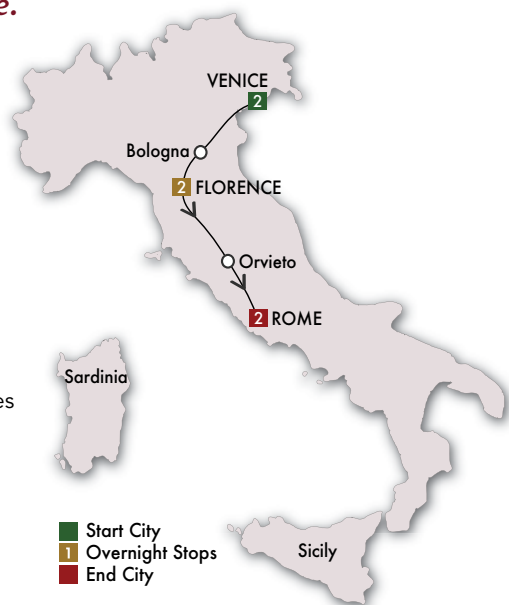 e.
VENICE
2
Bologna
2 FLORENCE
Orvieto
2 ROME
Sardinia
es
Start City
1 Overnight Stops
End City
Sicily